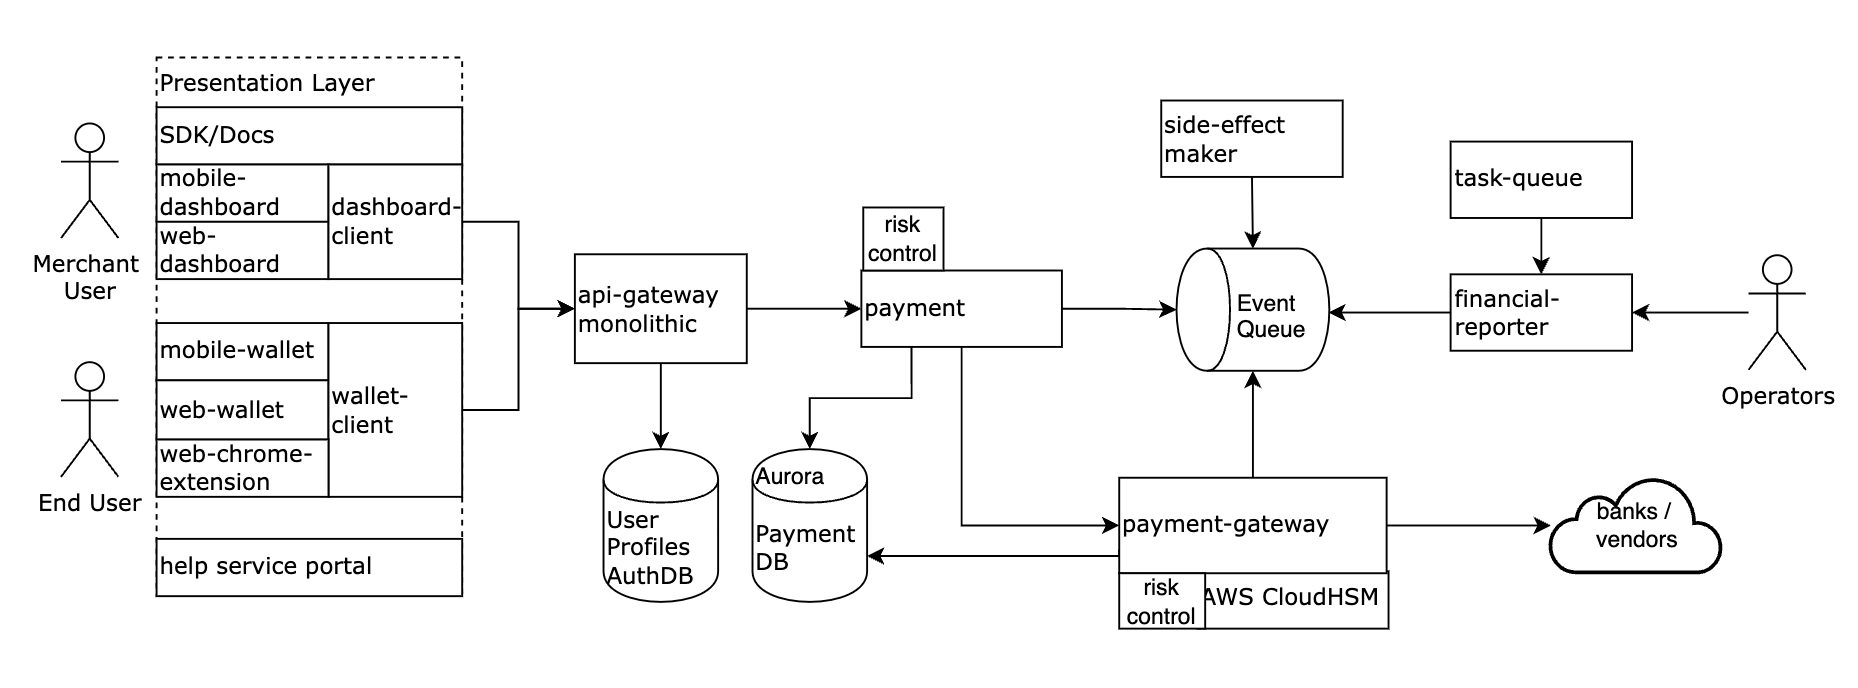 Presentation Layer
SDK/Docs
mobile-
dashboard
web-
dashboard
dashboard-
client
Merchant
User
mobile-wallet
web-wallet
web-chrome-
extension
wallet-
client
End User
help service portal
api-gateway
monolithic
User
Profiles
AuthDB
risk
control
payment
Aurora
Payment
DB
side-effect
maker
Event
Queue
payment-gateway
risk
control
AWS CloudHSM
task-queue
financial-
reporter
Operators
banks /
vendors